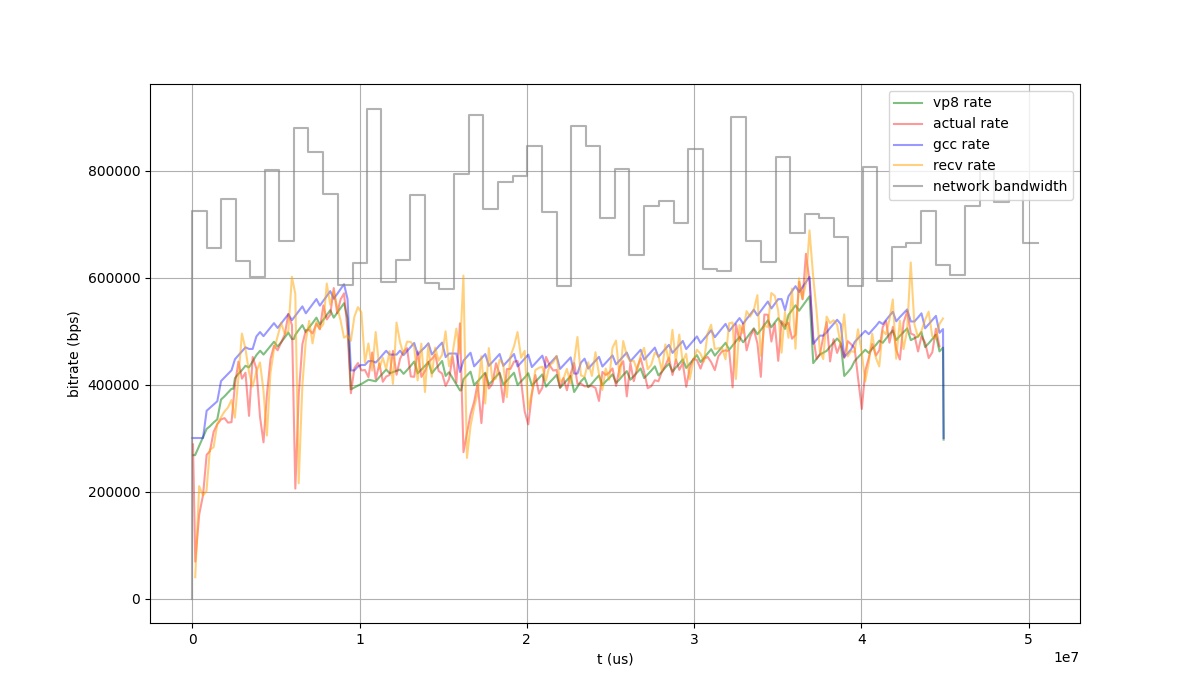 vp8 rate
actual rate
gcc rate
recv rate
network bandwidth
800000
600000
400000
200000
0
bitrate (bps)
0 1 2 3 4 5
t (us)
1e7